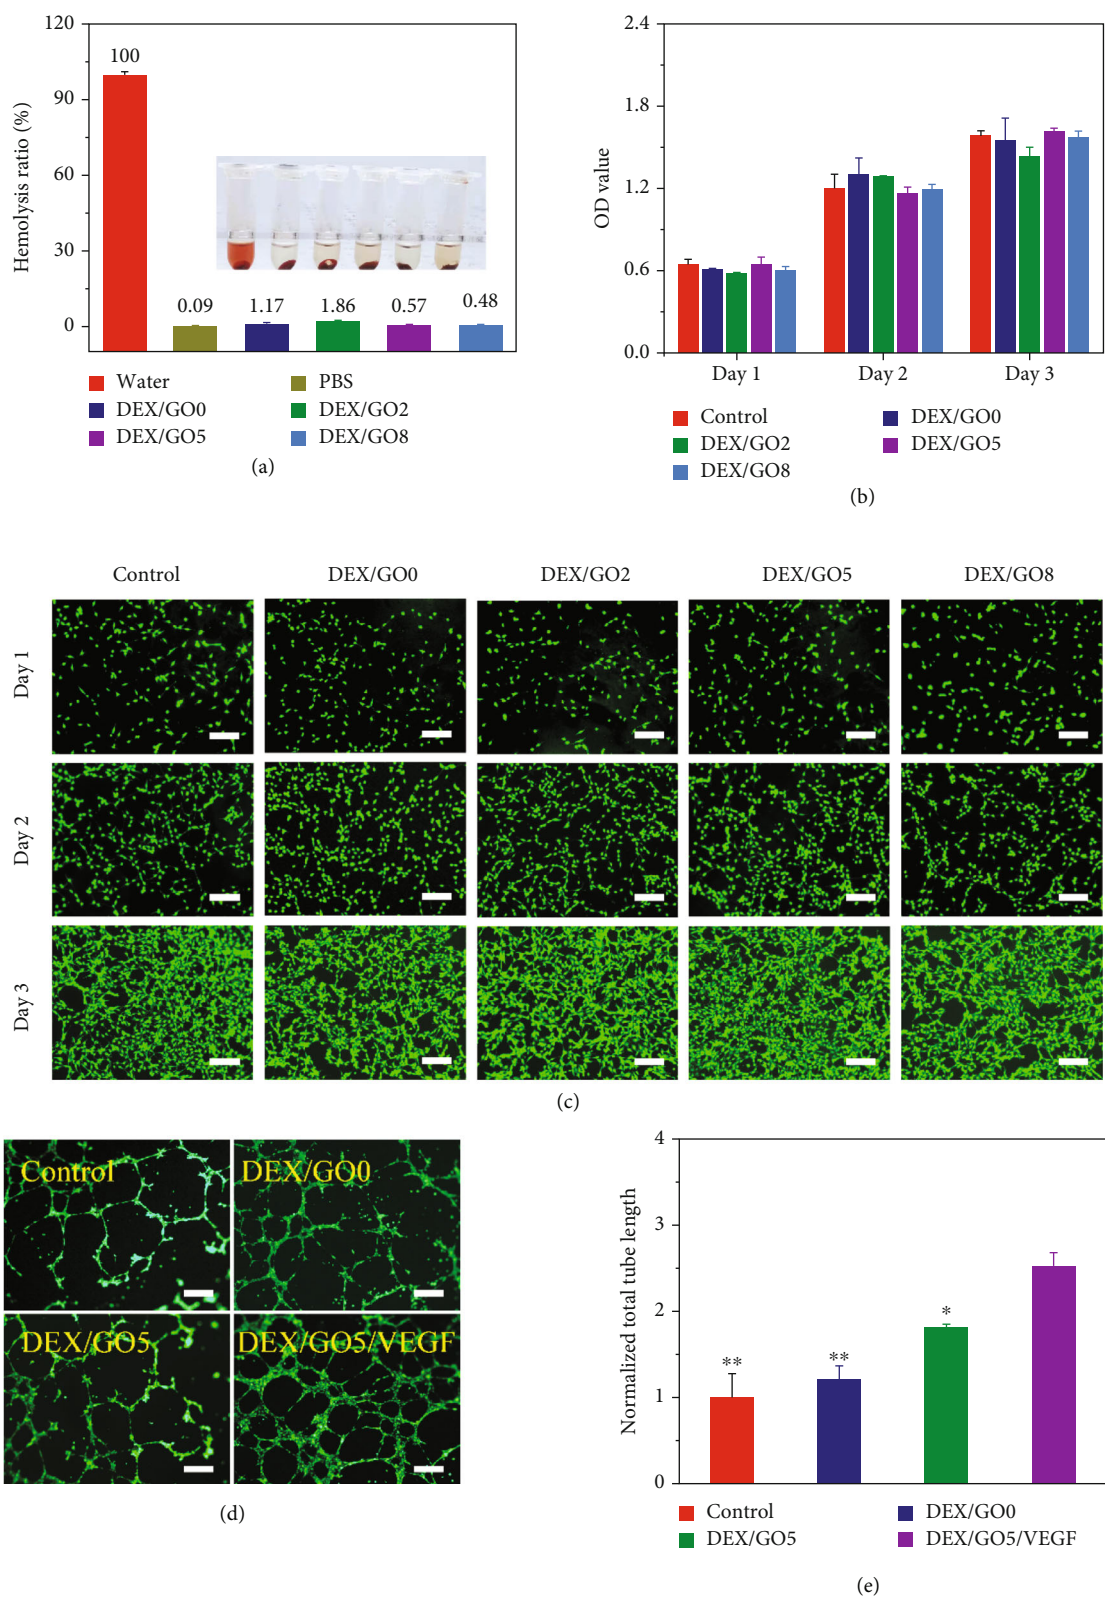 120
90
60
30
0
Hemolysis ratio (%)
100
0.09
1.17
1.86
0.57
0.48
Water
PBS
DEX/GO0
DEX/GO2
DEX/GO5
DEX/GO8
(a)
2.4
1.8
1.2
0.6
0.0
OD value
Day 1
Day 2
Day 3
Control
DEX/GO0
DEX/GO2
DEX/GO5
DEX/GO8
(b)
Control
DEX/GO0
DEX/GO2
DEX/GO5
DEX/GO8
Day 1
Day 2
Day 3
(c)
Control
DEX/GO0
DEX/GO5
DEX/GO5/VEGF
(d)
4
3
2
1
0
Normalized total tube length
**
**
*
Control
DEX/GO0
DEX/GO5
DEX/GO5/VEGF
(e)